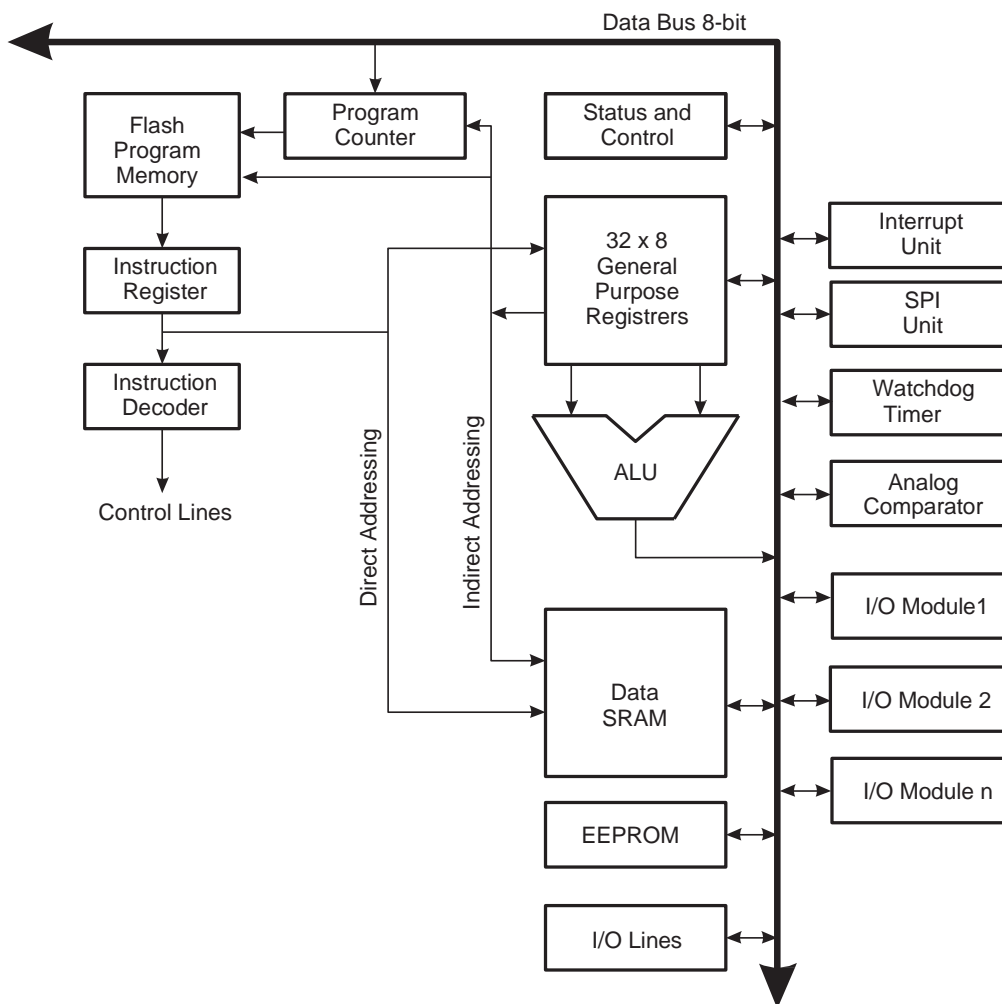 Data Bus 8-bit
Flash
Program
Memory
Program
Counter
Status and
Control
Instruction
Register
32 x 8
General
Purpose
Registrers
Interrupt
Unit
SPI
Unit
Instruction
Decoder
Watchdog
Timer
Control Lines
Direct Addressing
Indirect Addressing
ALU
Analog
Comparator
I/O Module1
Data
SRAM
I/O Module 2
I/O Module n
EEPROM
I/O Lines